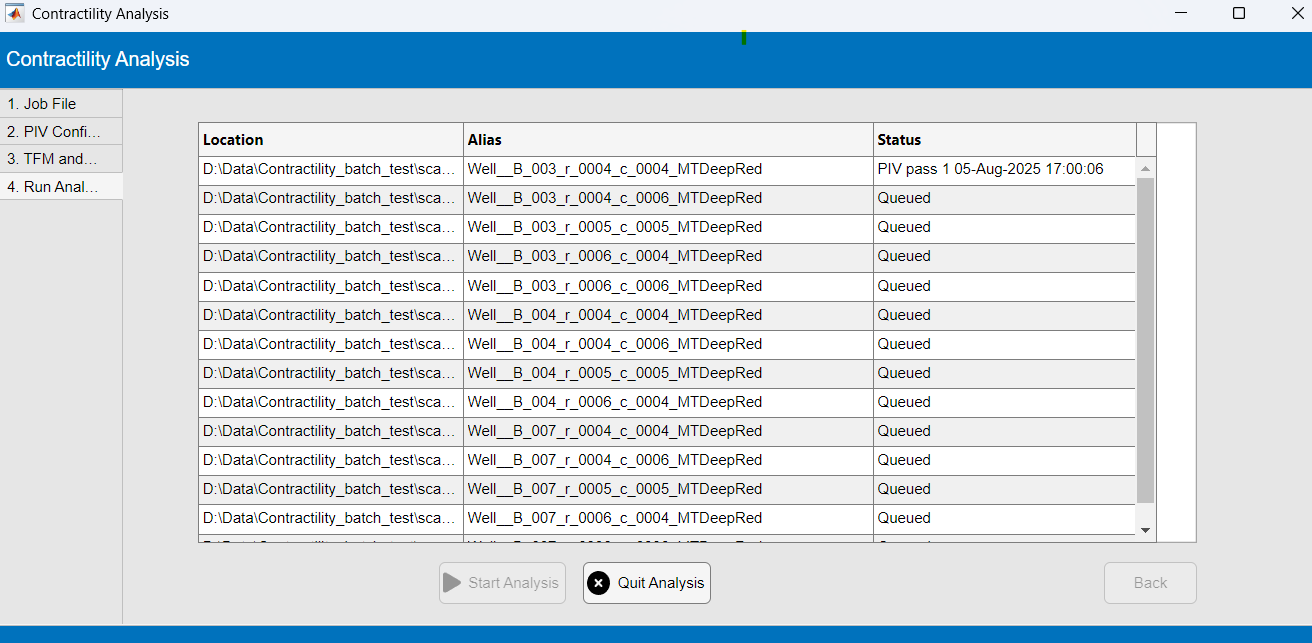 Contractility Analysis
Contractility Analysis
1. Job File
2. PIV Confi...
3. TFM and...
4. Run Anal...
Location Alias Status
D:\Data\Contractility_batch_test\sca... Well__B_003_r_0004_c_0004_MTDeepRed PIV pass 1 05-Aug-2025 17:00:06
D:\Data\Contractility_batch_test\sca... Well__B_003_r_0004_c_0006_MTDeepRed Queued
D:\Data\Contractility_batch_test\sca... Well__B_003_r_0005_c_0005_MTDeepRed Queued
D:\Data\Contractility_batch_test\sca... Well__B_003_r_0006_c_0004_MTDeepRed Queued
D:\Data\Contractility_batch_test\sca... Well__B_003_r_0006_c_0006_MTDeepRed Queued
D:\Data\Contractility_batch_test\sca... Well__B_004_r_0004_c_0004_MTDeepRed Queued
D:\Data\Contractility_batch_test\sca... Well__B_004_r_0004_c_0006_MTDeepRed Queued
D:\Data\Contractility_batch_test\sca... Well__B_004_r_0005_c_0005_MTDeepRed Queued
D:\Data\Contractility_batch_test\sca... Well__B_004_r_0006_c_0004_MTDeepRed Queued
D:\Data\Contractility_batch_test\sca... Well__B_007_r_0004_c_0004_MTDeepRed Queued
D:\Data\Contractility_batch_test\sca... Well__B_007_r_0004_c_0006_MTDeepRed Queued
D:\Data\Contractility_batch_test\sca... Well__B_007_r_0005_c_0005_MTDeepRed Queued
D:\Data\Contractility_batch_test\sca... Well__B_007_r_0006_c_0004_MTDeepRed Queued
Start Analysis Quit Analysis Back